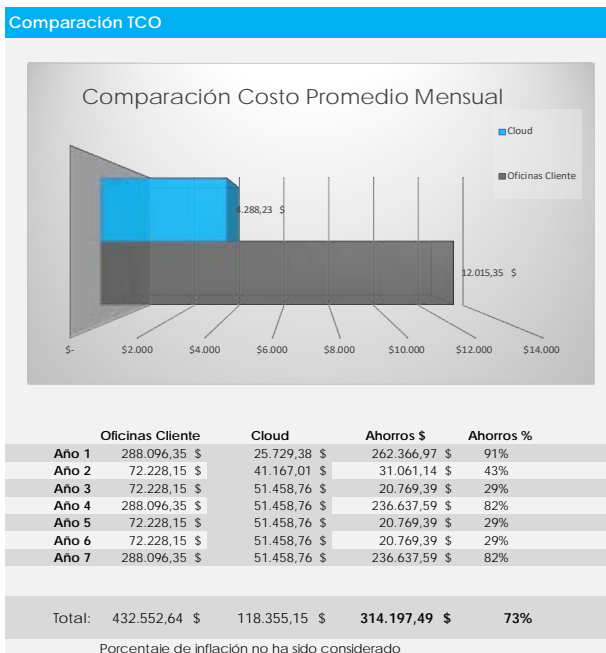 Comparación TCO
Comparación Costo Promedio Mensual
Cloud
Oficinas Cliente
4.288,23 $
12.015,35 $
$- $2.000 $4.000 $6.000 $8.000 $10.000 $12.000 $14.000
Oficinas Cliente Cloud Ahorros $ Ahorros %
Año 1 288.096,35 $ 25.729,38 $ 262.366,97 $ 91%
Año 2 72.228,15 $ 41.167,01 $ 31.061,14 $ 43%
Año 3 72.228,15 $ 51.458,76 $ 20.769,39 $ 29%
Año 4 288.096,35 $ 51.458,76 $ 236.637,59 $ 82%
Año 5 72.228,15 $ 51.458,76 $ 20.769,39 $ 29%
Año 6 72.228,15 $ 51.458,76 $ 20.769,39 $ 29%
Año 7 288.096,35 $ 51.458,76 $ 236.637,59 $ 82%
Total: 432.552,64 $ 118.355,15 $ 314.197,49 $ 73%
Porcentaje de inflación no ha sido considerado